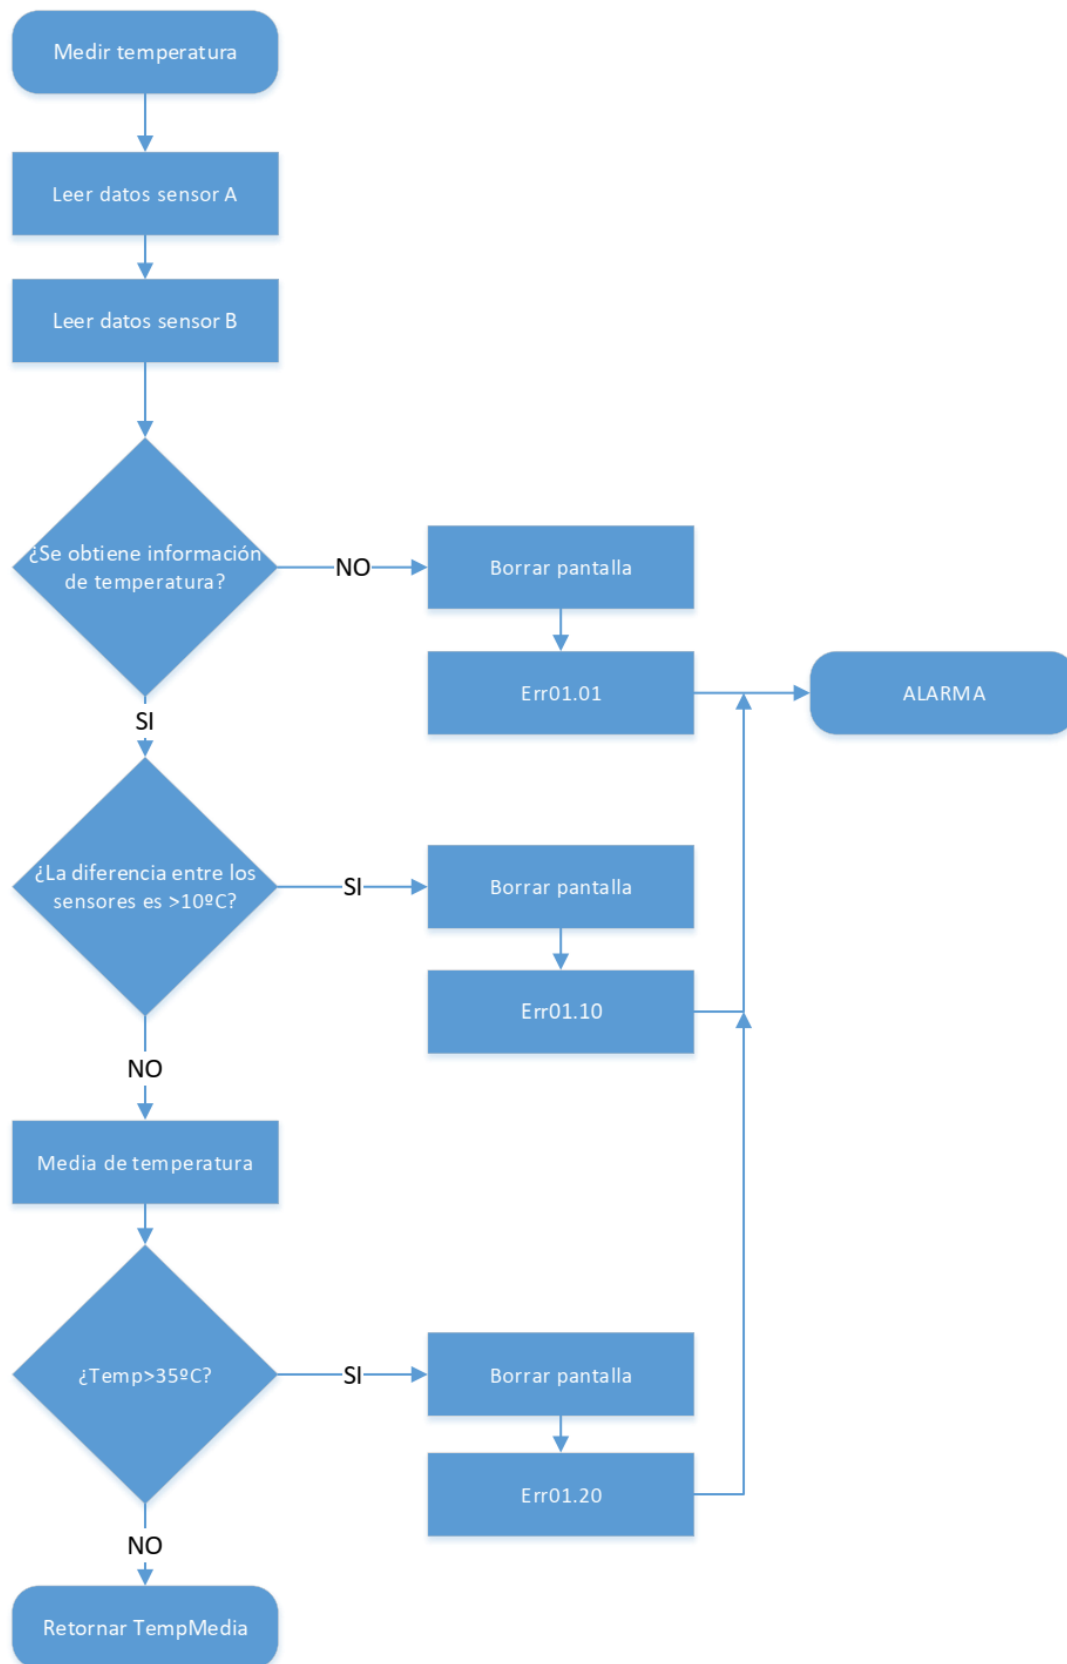 Medir temperatura
Leer datos sensor A
Leer datos sensor B
¿Se obtiene información
de temperatura?
NO
Borrar pantalla
Err01.01
ALARMA
SI
¿La diferencia entre los
sensores es >10ºC?
SI
Borrar pantalla
Err01.10
NO
Media de temperatura
¿Temp>35ºC?
SI
Borrar pantalla
Err01.20
NO
Retornar TempMedia